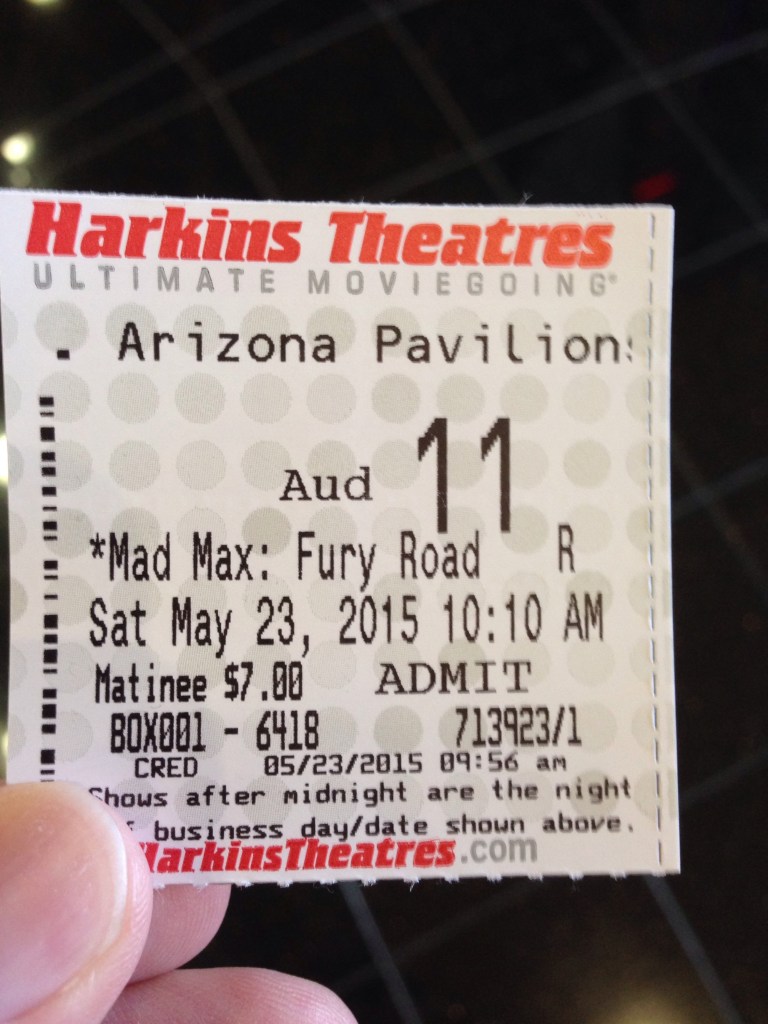 Harkins Theatres
ULTIMATE MOVIEGOING®
. Arizona Pavilion
Aud 11
*Mad Max: Fury Road R
Sat May 23, 2015 10:10 AM
Matinee $7.00 ADMIT
BOX001 - 6418 713923/1
CRED 05/23/2015 09:56 am
Shows after midnight are the night
business day/date shown above.
HarkinsTheatres.com